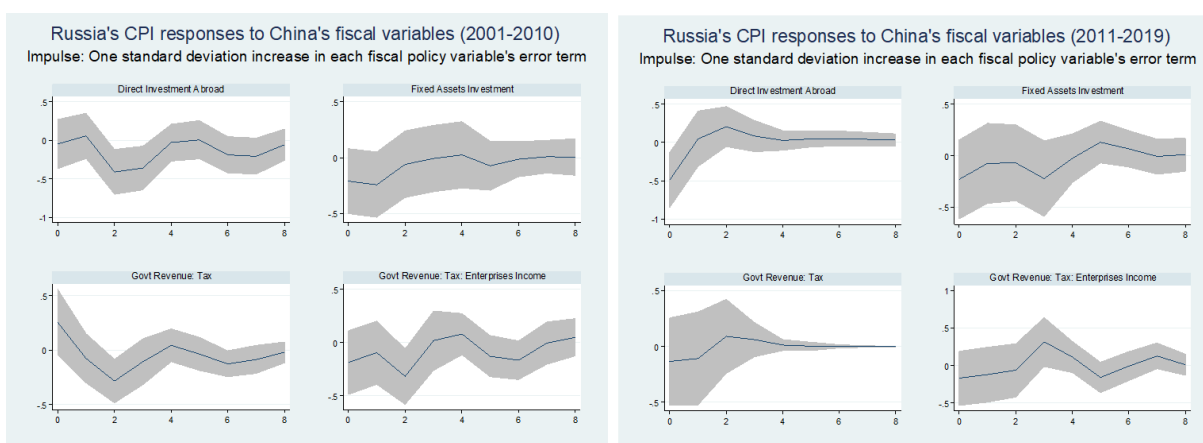 Russia's CPI responses to China's fiscal variables (2001-2010)
Impulse: One standard deviation increase in each fiscal policy variable's error term
Direct Investment Abroad
.5
0
-.5
-1
0 2 4 6 8
Fixed Assets Investment
.5
0
-.5
0 2 4 6 8
Govt Revenue: Tax
.5
0
-.5
0 2 4 6 8
Govt Revenue: Tax: Enterprises Income
.5
0
-.5
0 2 4 6 8
Russia's CPI responses to China's fiscal variables (2011-2019)
Impulse: One standard deviation increase in each fiscal policy variable's error term
Direct Investment Abroad
.5
0
-.5
-1
0 2 4 6 8
Fixed Assets Investment
.5
0
-.5
0 2 4 6 8
Govt Revenue: Tax
.5
0
-.5
0 2 4 6 8
Govt Revenue: Tax: Enterprises Income
1
.5
0
-.5
0 2 4 6 8